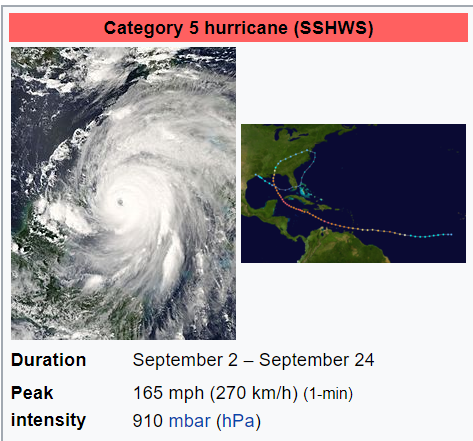 Category 5 hurricane (SSHWS)
Duration September 2 – September 24
Peak 165 mph (270 km/h) (1-min)
intensity 910 mbar (hPa)